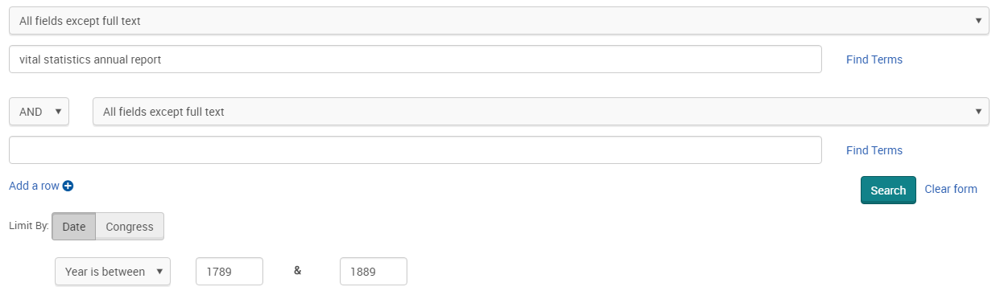 All fields except full text
vital statistics annual report
Find Terms
AND
All fields except full text
Find Terms
Add a row
Search
Clear form
Limit By:
Date
Congress
Year is between
1789
&
1889